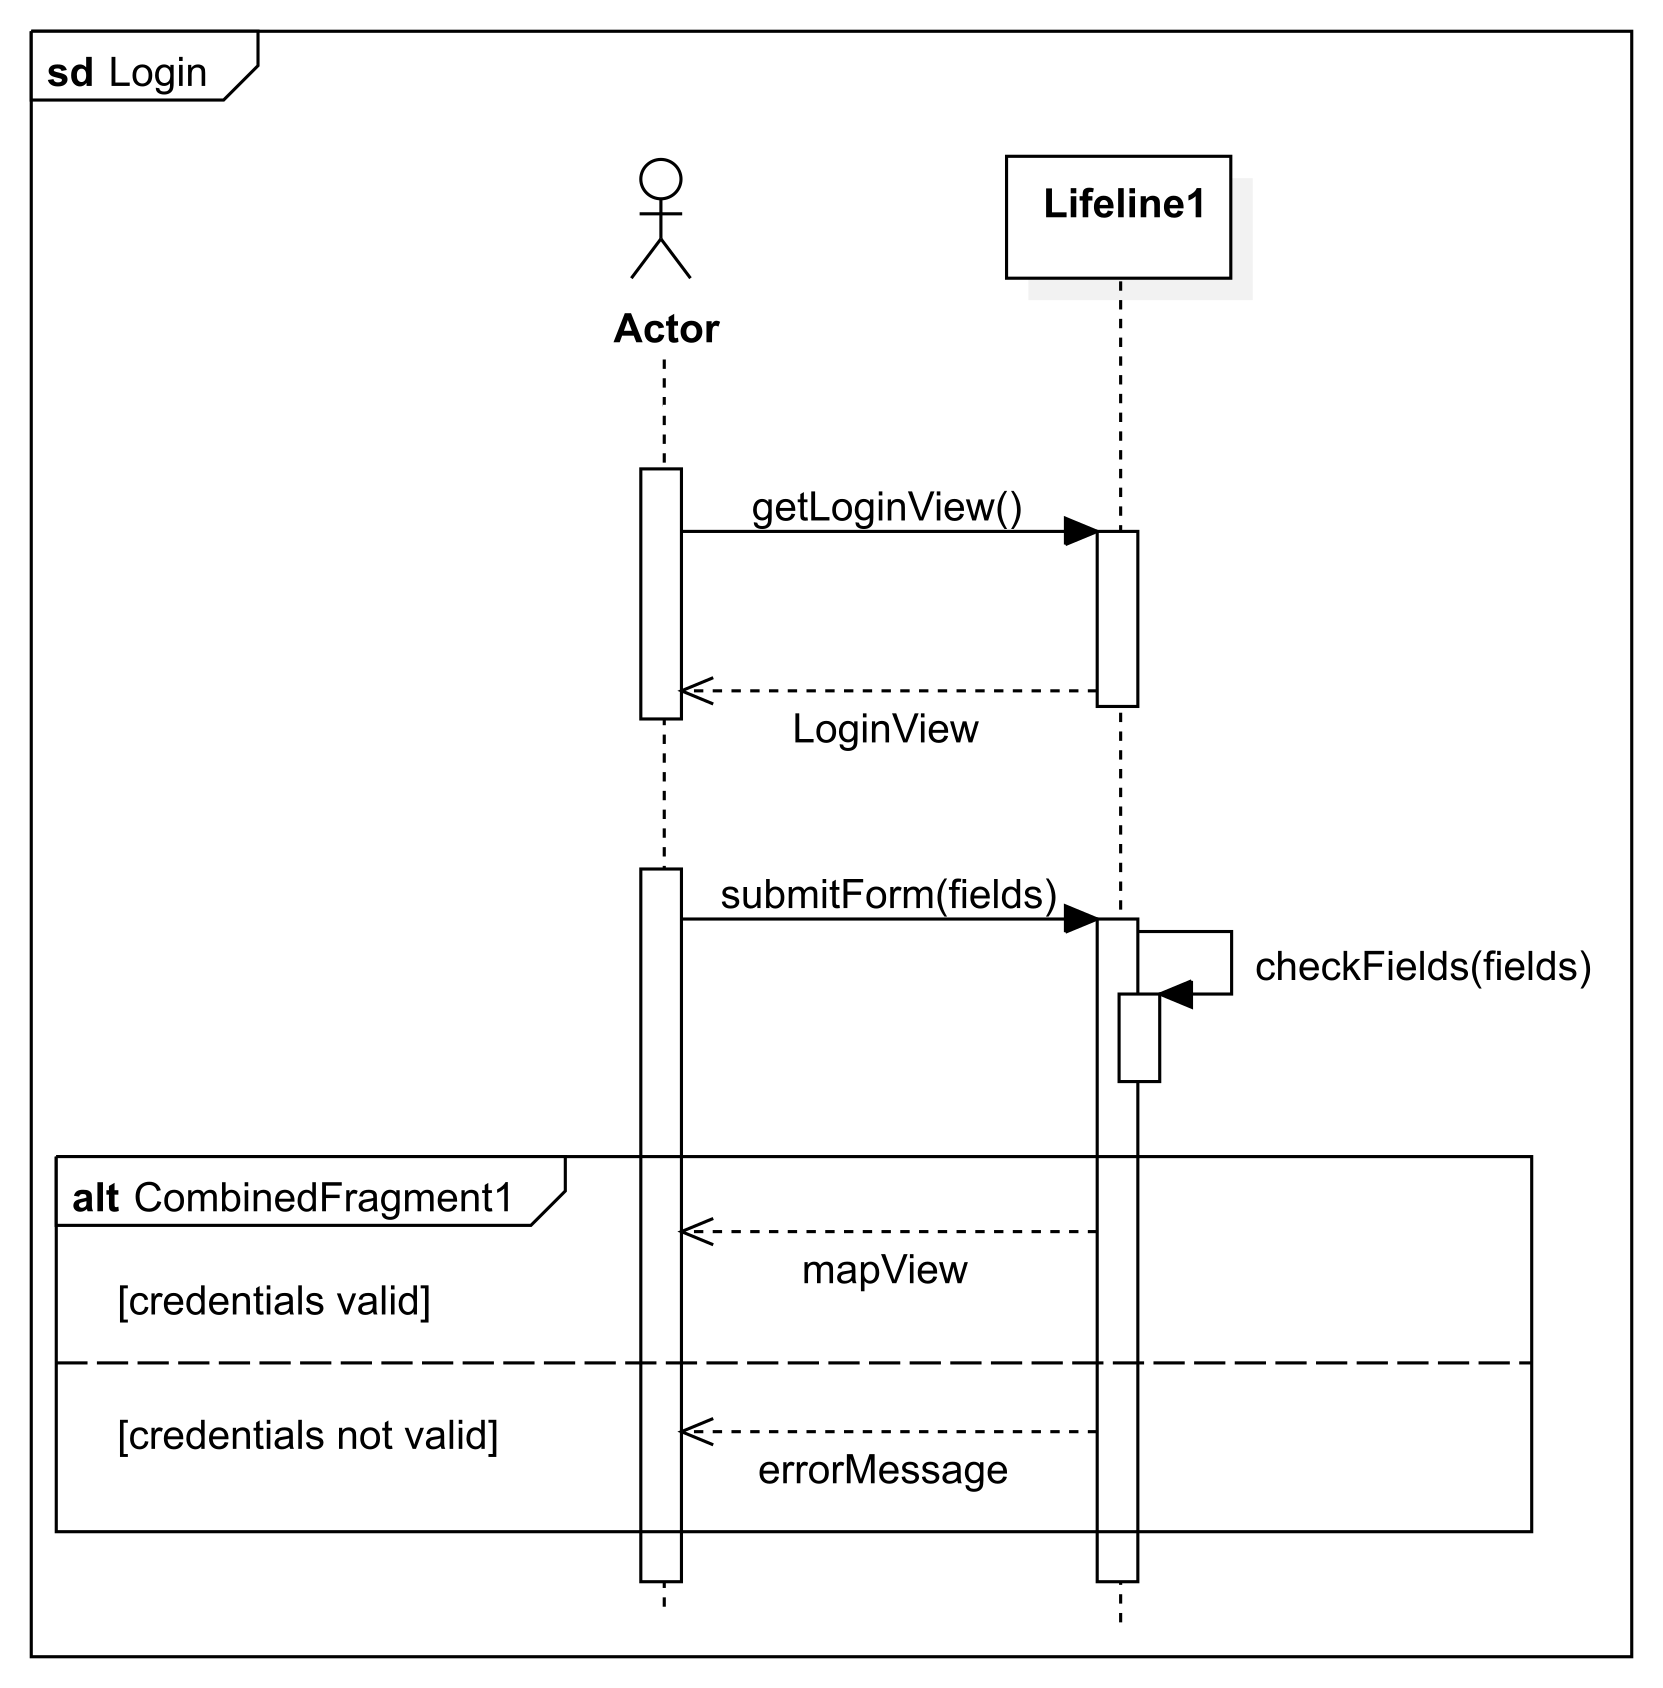 sd Login
Lifeline1
Actor
getLoginView()
LoginView
submitForm(fields)
checkFields(fields)
alt CombinedFragment1
mapView
[credentials valid]
[credentials not valid]
errorMessage